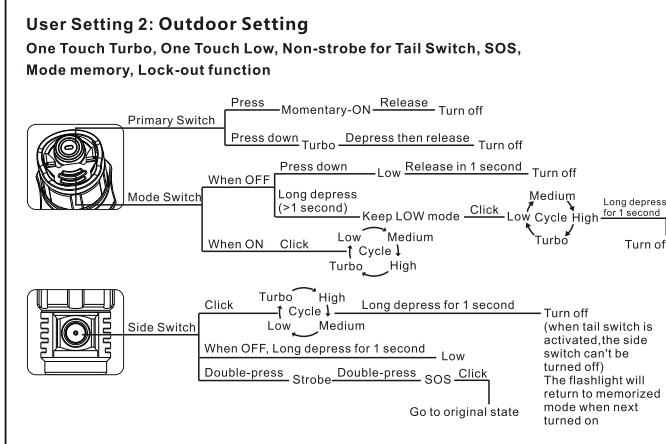 User Setting 2: Outdoor Setting
One Touch Turbo, One Touch Low, Non-strobe for Tail Switch, SOS,
Mode memory, Lock-out function
Primary Switch
Press
Momentary-ON
Release
Turn off
Press down
Turbo
Depress then release
Turn off
Mode Switch
When OFF
Press down
Low
Release in 1 second
Turn off
Long depress
(>1 second)
Keep LOW mode
Click
Medium
Low Cycle High
Turbo
Long depress
for 1 second
Turn of
When ON
Click
Low Medium
Cycle
Turbo High
Side Switch
Click
Turbo High
Cycle
Low Medium
Long depress for 1 second
Turn off
(when tail switch is
activated,the side
switch can't be
turned off)
The flashlight will
return to memorized
mode when next
turned on
When OFF, Long depress for 1 second
Low
Double-press
Strobe
Double-press
SOS
Click
Go to original state